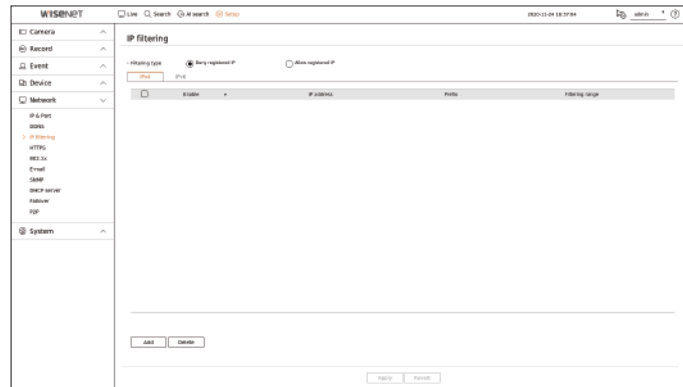 WISENET
Live Search AI search Setup 2020-11-24 18:37:04 admin
Camera
Record
Event
Device
Network
IP & Port
DDNS
IP filtering
HTTPS
802.1x
E-mail
SNMP
DHCP server
Failover
P2P
System
IP filtering
Filtering type Deny registered IP Allow registered IP
IPv4 IPv6
Enable IP address Prefix Filtering range
Add Delete
Apply Revert